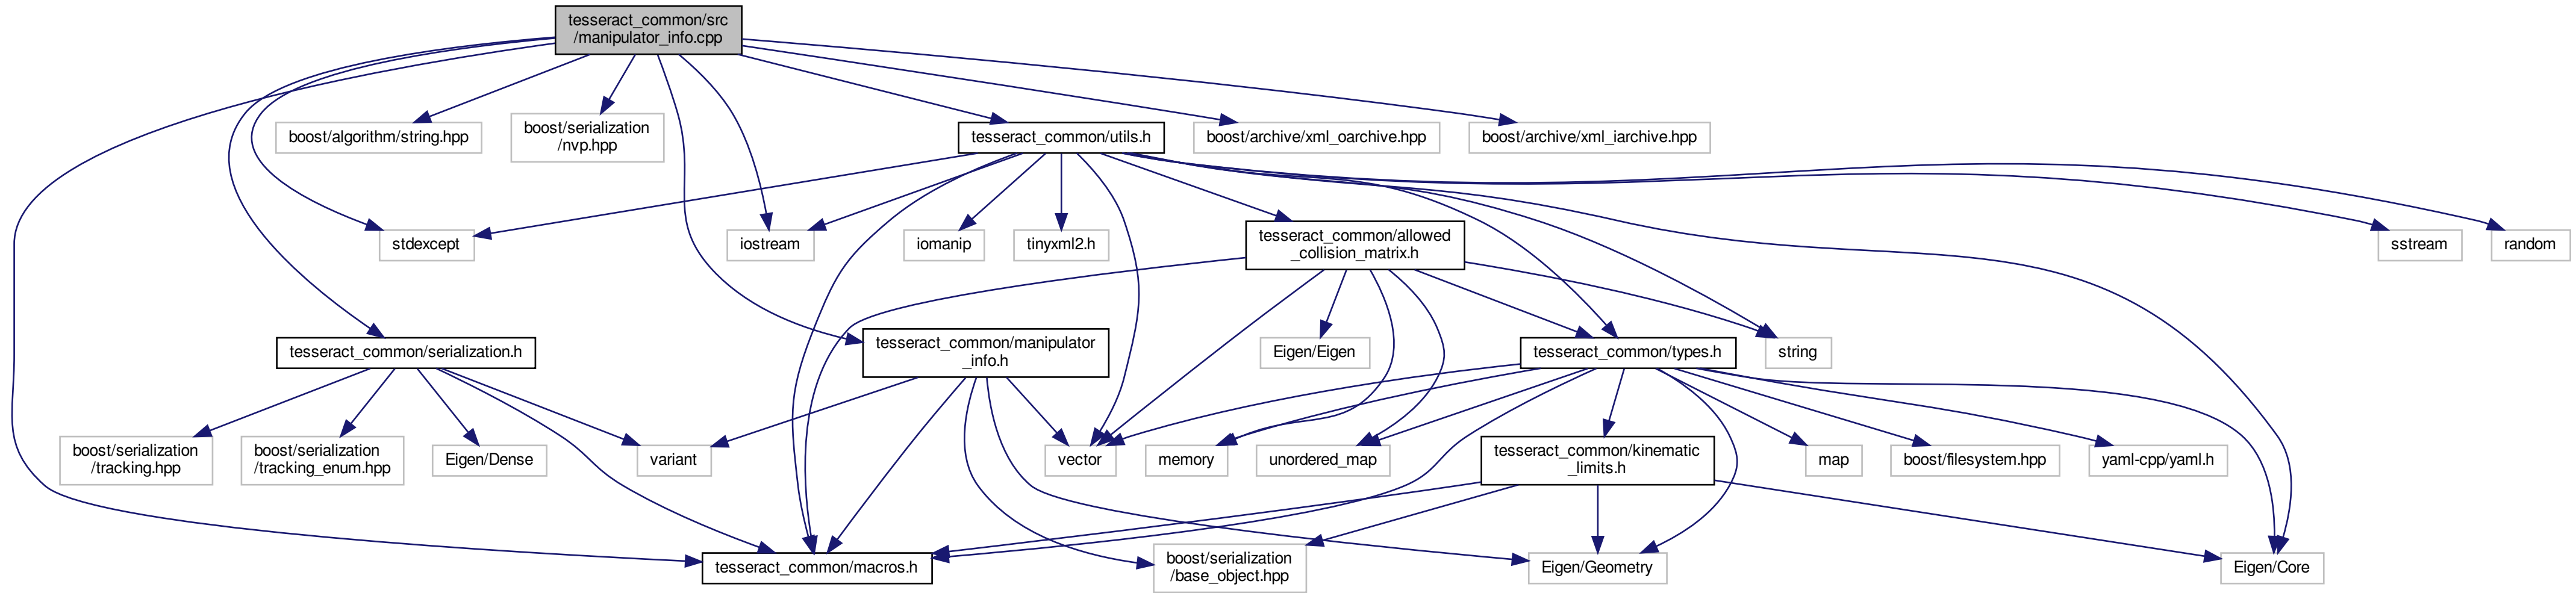 tesseract_common/src
/manipulator_info.cpp
boost/algorithm/string.hpp
boost/serialization
/nvp.hpp
tesseract_common/utils.h
boost/archive/xml_oarchive.hpp
boost/archive/xml_iarchive.hpp
stdexcept
iostream
iomanip
tinyxml2.h
tesseract_common/allowed
_collision_matrix.h
sstream
random
tesseract_common/serialization.h
tesseract_common/manipulator
_info.h
Eigen/Eigen
tesseract_common/types.h
string
boost/serialization
/tracking.hpp
boost/serialization
/tracking_enum.hpp
Eigen/Dense
variant
vector
memory
unordered_map
tesseract_common/kinematic
_limits.h
map
boost/filesystem.hpp
yaml-cpp/yaml.h
tesseract_common/macros.h
boost/serialization
/base_object.hpp
Eigen/Geometry
Eigen/Core